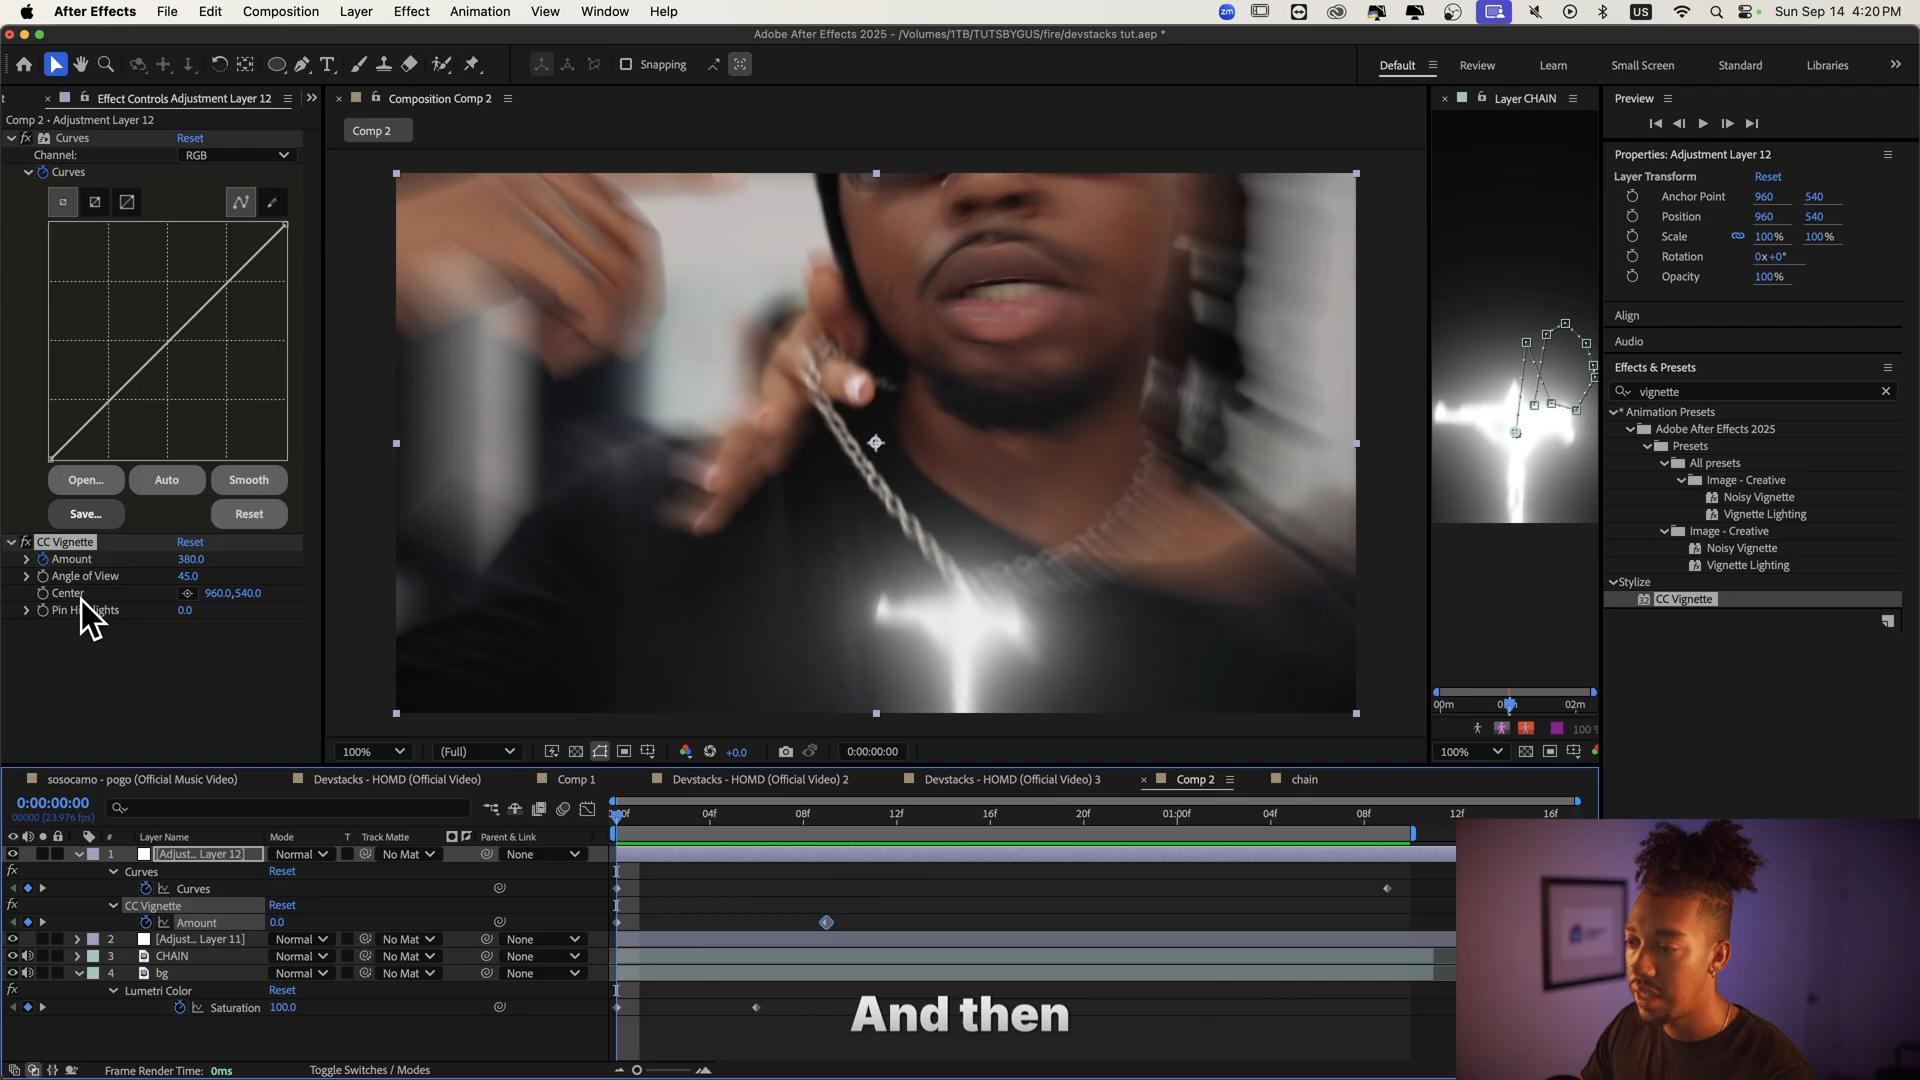 After Effects File Edit Composition Layer Effect Animation View Window Help zm US Sun Sep 14 4:20 PM
Adobe After Effects 2025 - /Volumes/1TB/TUTSBYGUS/fire/devstacks tut.aep *
Snapping Default Review Learn Small Screen Standard Libraries
t Effect Controls Adjustment Layer 12
Comp 2 • Adjustment Layer 12
fx Curves Reset
Channel: RGB
Curves
Open... Auto Smooth
Save... Reset
fx CC Vignette Reset
Amount 380.0
Angle of View 45.0
Center 960.0,540.0
Pin Highlights 0.0
Composition Comp 2
Comp 2
100% (Full) +0.0 0:00:00:00
Layer CHAIN
00m 02m
100 %
100%
Preview
Properties: Adjustment Layer 12
Layer Transform Reset
Anchor Point 960 540
Position 960 540
Scale 100% 100%
Rotation 0x+0°
Opacity 100%
Align
Audio
Effects & Presets
vignette
* Animation Presets
Adobe After Effects 2025
Presets
All presets
Image - Creative
Noisy Vignette
Vignette Lighting
Image - Creative
Noisy Vignette
Vignette Lighting
Stylize
32 CC Vignette
sosocamo - pogo (Official Music Video) Devstacks - HOMD (Official Video) Comp 1 Devstacks - HOMD (Official Video) 2 Devstacks - HOMD (Official Video) 3 Comp 2 chain
0:00:00:00
00000 (23.976 fps)
04f 08f 12f 16f 20f 01:00f 04f 08f 12f 16f
# Layer Name Mode T Track Matte Parent & Link
1 [Adjust... Layer 12] Normal No Mat None
fx Curves Reset
Curves
fx CC Vignette Reset
Amount 0.0
2 [Adjust... Layer 11] Normal No Mat None
3 CHAIN Normal No Mat None
4 bg Normal No Mat None
fx Lumetri Color Reset
Saturation 100.0
And then
Frame Render Time: 0ms Toggle Switches / Modes